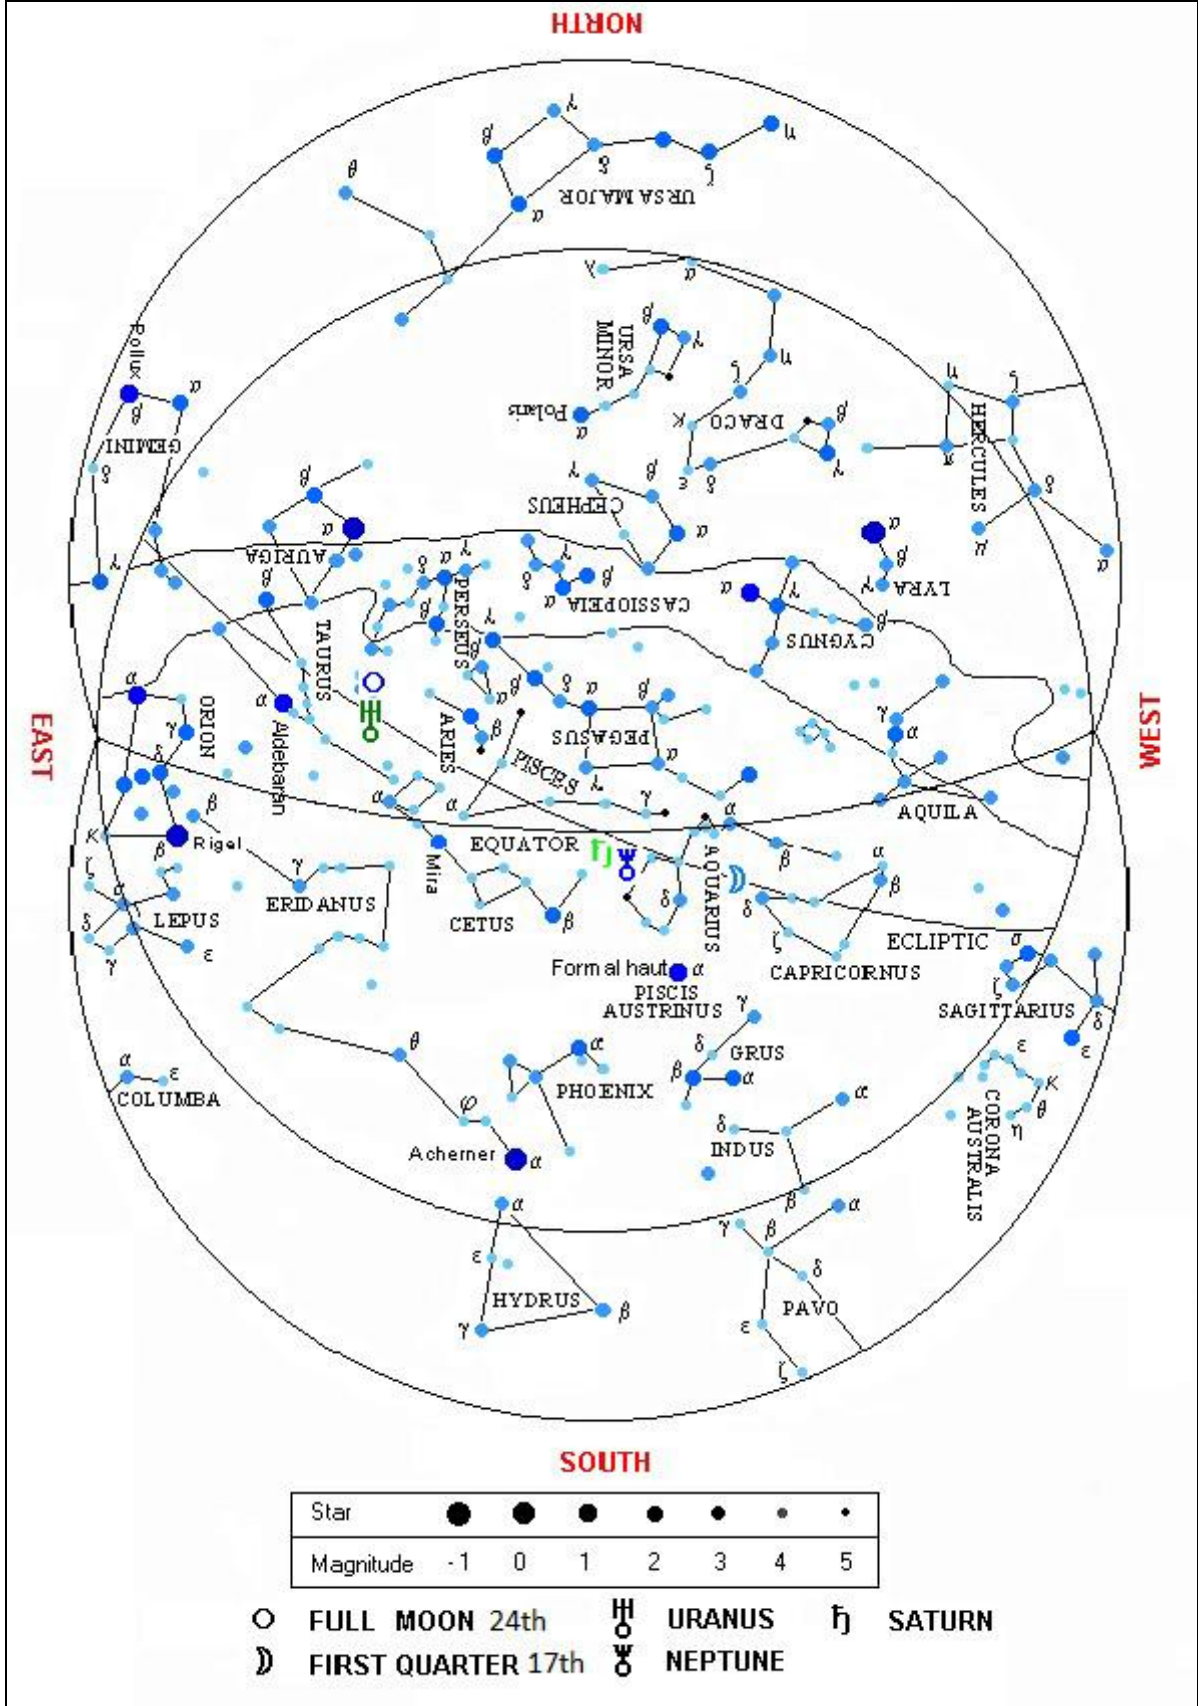 NORTH
γ
β
η
δ
ζ
θ
URSA MAJOR
α
λ
α
β
γ
URSA
MINOR
Pollux
η
ζ
η
ζ
α
β
GEMINI
Polaris
α
κ
DRACO
β
HERCULES
π
γ
δ
ε
δ
δ
β
γ
β
CEPHEUS
α
α
α
μ
α
AURIGA
γ
δ
α
γ
β
γ
β
LYRA
γ
δ
β
α
CASSIOPEIA
α
γ
β
β
PERSEUS
CYGNUS
γ
TAURUS
β
α
β
δ
α
β
α
ORION
α
Aldebaran
ARIES
β
PEGASUS
γ
α
γ
EAST
WEST
δ
PISCES
γ
α
β
Rigel
κ
β
α
α
γ
α
AQUILA
EQUATOR
Mira
β
α
ζ
α
LEPUS
γ
ERIDANUS
CETUS
β
AQUARIUS
δ
δ
β
δ
γ
ε
ζ
ECLIPTIC
CAPRICORNUS
σ
Formalhaut α
PISCIS
AUSTRINUS
ζ
SAGITTARIUS
δ
ε
γ
δ
GRUS
θ
α
PHOENIX
β
α
α
ε
COLUMBA
ε
κ
θ
η
CORONA
AUSTRALIS
φ
α
δ
INDUS
Acherner
α
β
α
γ
β
α
ε
δ
HYDRUS
β
PAVO
γ
ε
ζ
SOUTH
Star
Magnitude -1 0 1 2 3 4 5
FULL MOON 24th URANUS SATURN
FIRST QUARTER 17th NEPTUNE